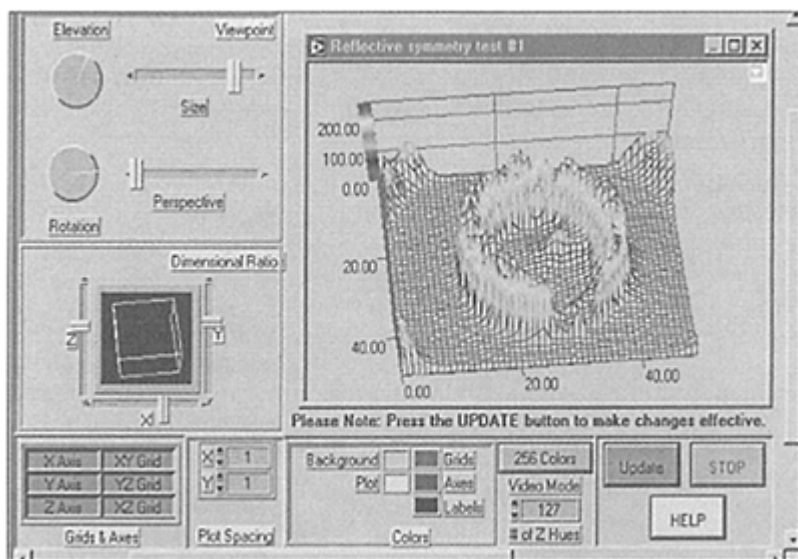 Elevation
Viewpoint
Size
Perspective
Rotation
Dimensional Ratio
Z
Y
X
Reflective symmetry test 81
200.00
100.00
0.00
20.00
40.00
0.00
20.00
40.00
Please Note: Press the UPDATE button to make changes effective.
X Axis XY Grid
Y Axis YZ Grid
Z Axis XZ Grid
Grids & Axes
X 1
Y 1
Plot Spacing
Background
Plot
Grids
Axes
Labels
Colors
256 Colors
Video Mode
127
# of Z Hues
Update
STOP
HELP